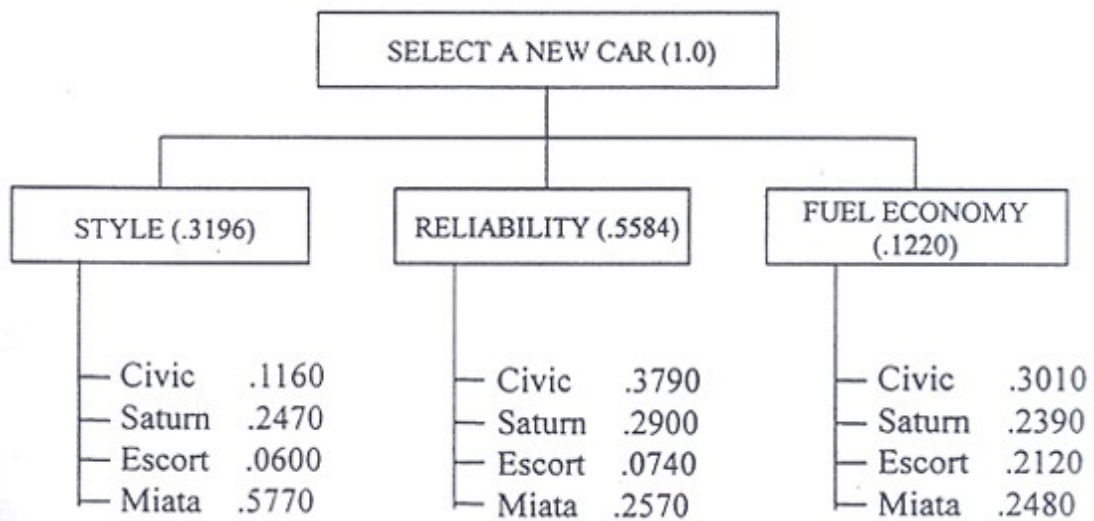 SELECT A NEW CAR (1.0)
STYLE (.3196)
RELIABILITY (.5584)
FUEL ECONOMY
(.1220)
Civic .1160
Saturn .2470
Escort .0600
Miata .5770
Civic .3790
Saturn .2900
Escort .0740
Miata .2570
Civic .3010
Saturn .2390
Escort .2120
Miata .2480